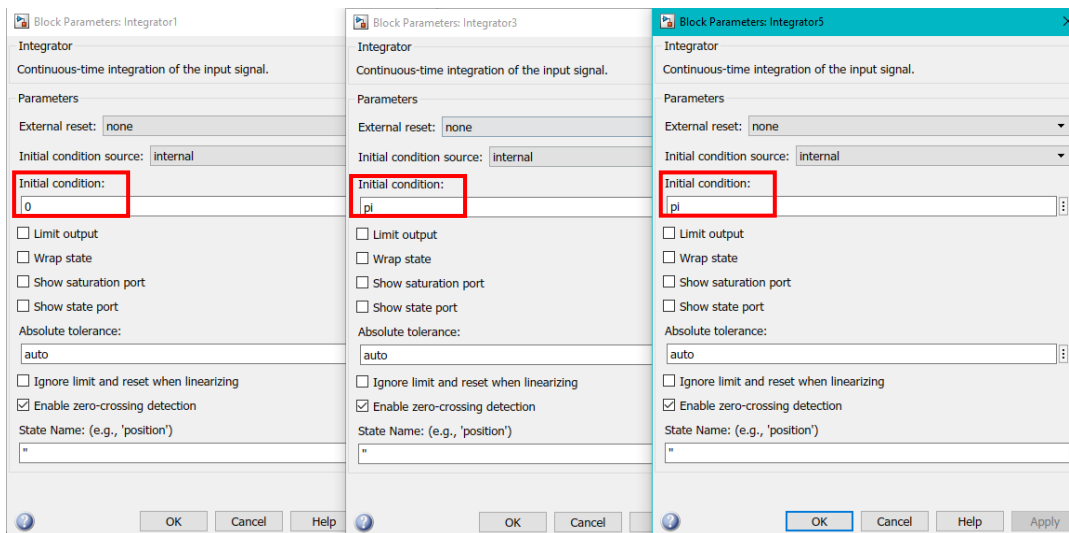 Block Parameters: Integrator1
Integrator
Continuous-time integration of the input signal.
Parameters
External reset: none
Initial condition source: internal
Initial condition:
0
Limit output
Wrap state
Show saturation port
Show state port
Absolute tolerance:
auto
Ignore limit and reset when linearizing
Enable zero-crossing detection
State Name: (e.g., 'position')
''
OK Cancel Help
Block Parameters: Integrator3
Integrator
Continuous-time integration of the input signal.
Parameters
External reset: none
Initial condition source: internal
Initial condition:
pi
Limit output
Wrap state
Show saturation port
Show state port
Absolute tolerance:
auto
Ignore limit and reset when linearizing
Enable zero-crossing detection
State Name: (e.g., 'position')
''
OK Cancel
Block Parameters: Integrator5
Integrator
Continuous-time integration of the input signal.
Parameters
External reset: none
Initial condition source: internal
Initial condition:
pi
Limit output
Wrap state
Show saturation port
Show state port
Absolute tolerance:
auto
Ignore limit and reset when linearizing
Enable zero-crossing detection
State Name: (e.g., 'position')
''
OK Cancel Help Apply